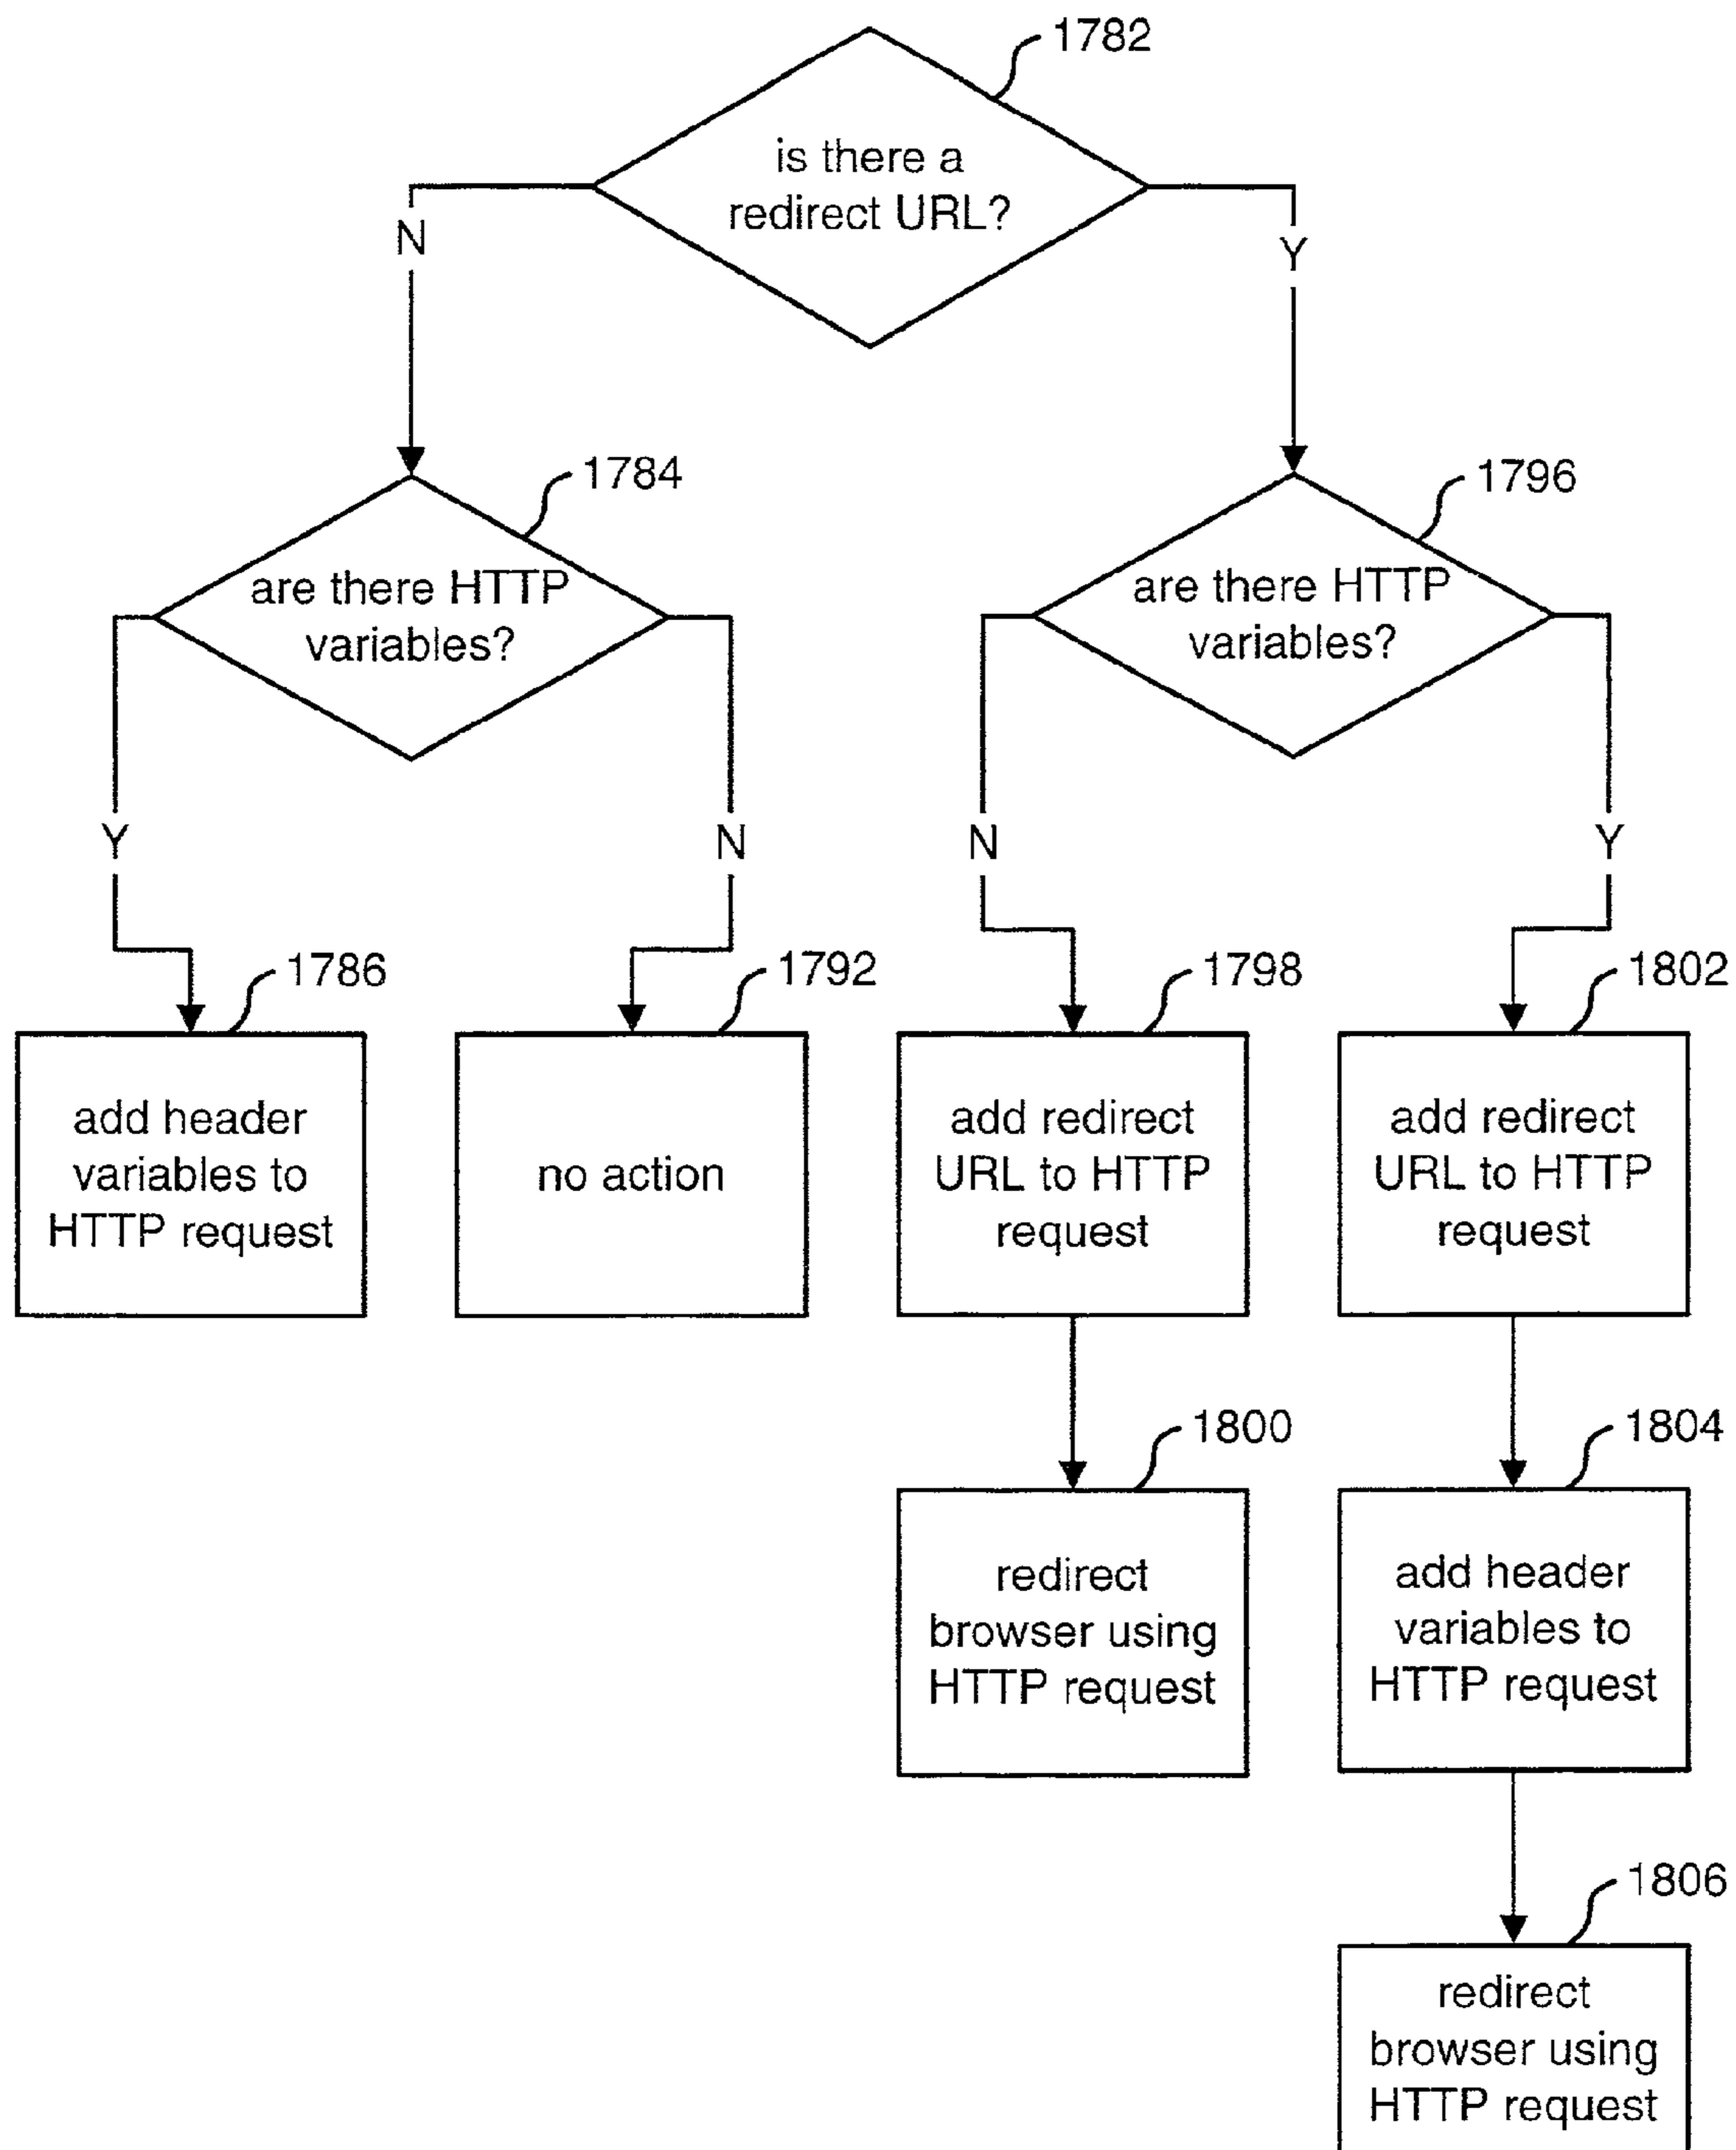 1782
is there a
redirect URL?
N
Y
1784
are there HTTP
variables?
1796
are there HTTP
variables?
Y
N
N
Y
1786
add header
variables to
HTTP request
1792
no action
1798
add redirect
URL to HTTP
request
1802
add redirect
URL to HTTP
request
1800
redirect
browser using
HTTP request
1804
add header
variables to
HTTP request
1806
redirect
browser using
HTTP request